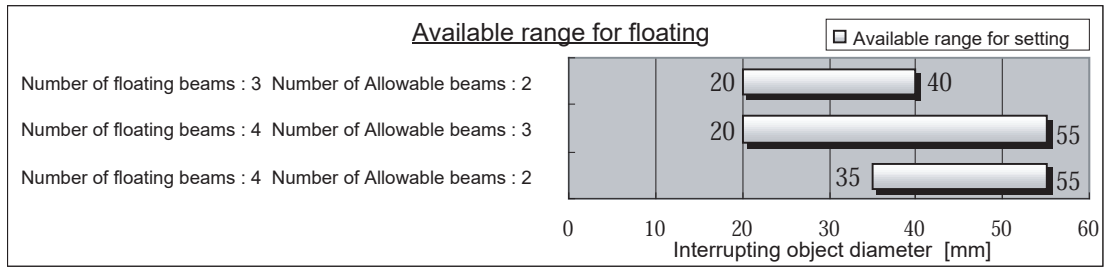 Available range for floating
Available range for setting
Number of floating beams : 3 Number of Allowable beams : 2
20 40
Number of floating beams : 4 Number of Allowable beams : 3
20 55
Number of floating beams : 4 Number of Allowable beams : 2
35 55
0 10 20 30 40 50 60
Interrupting object diameter [mm]